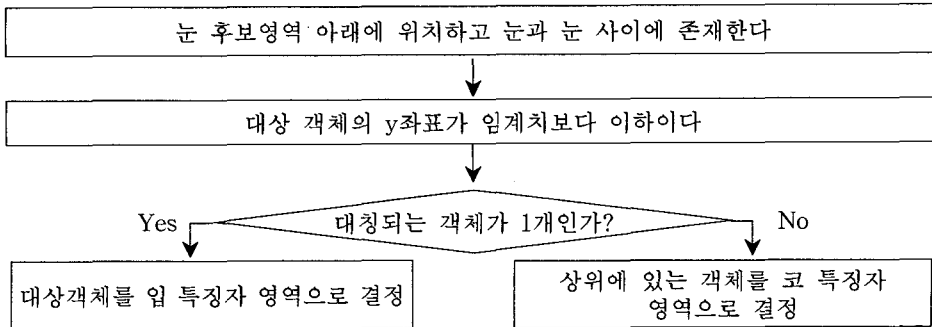 눈 후보영역 아래에 위치하고 눈과 눈 사이에 존재한다
대상 객체의 y좌표가 임계치보다 이하이다
대칭되는 객체가 1개인가?
Yes
No
대상객체를 입 특징자 영역으로 결정
상위에 있는 객체를 코 특징자
영역으로 결정